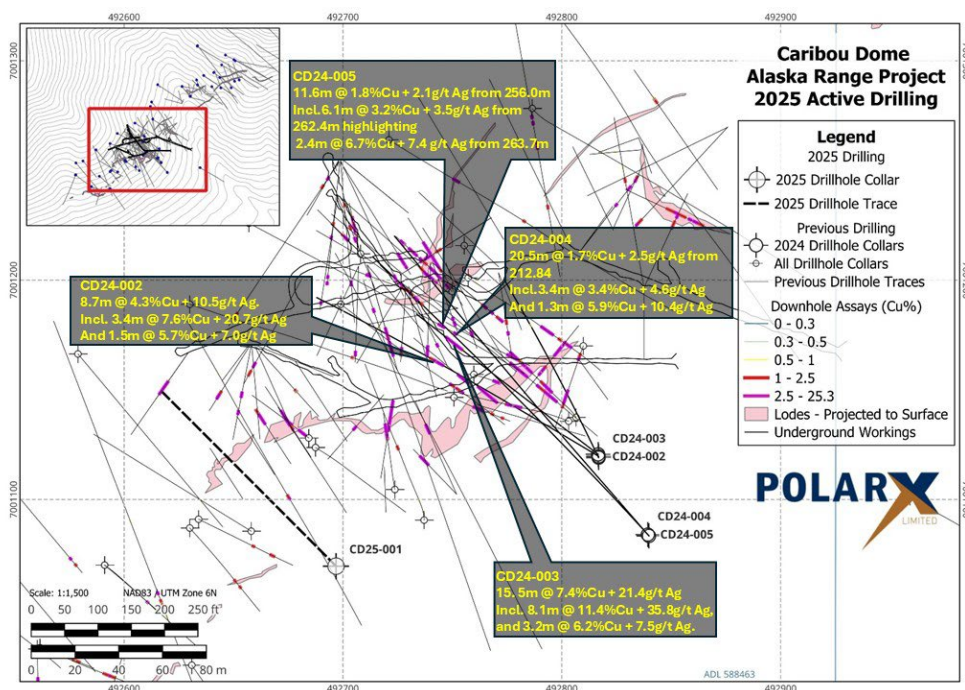 492600
492700
492800
492900
7001300
7001200
7001100
7001300
7001200
7001100
492600
492700
492800
492900
Caribou Dome
Alaska Range Project
2025 Active Drilling
Legend
2025 Drilling
2025 Drillhole Collar
2025 Drillhole Trace
Previous Drilling
2024 Drillhole Collars
All Drillhole Collars
Previous Drillhole Traces
Downhole Assays (Cu%)
0 - 0.3
0.3 - 0.5
0.5 - 1
1 - 2.5
2.5 - 25.3
Lodes - Projected to Surface
Underground Workings
POLARX
LIMITED
CD24-005
11.6m @ 1.8%Cu + 2.1g/t Ag from 256.0m
Incl.6.1m @ 3.2%Cu + 3.5g/t Ag from
262.4m highlighting
2.4m @ 6.7%Cu + 7.4 g/t Ag from 263.7m
CD24-004
20.5m @ 1.7%Cu + 2.5g/t Ag from
212.84
Incl.3.4m @ 3.4%Cu + 4.6g/t Ag
And 1.3m @ 5.9%Cu + 10.4g/t Ag
CD24-002
8.7m @ 4.3%Cu + 10.5g/t Ag.
Incl. 3.4m @ 7.6%Cu + 20.7g/t Ag
And 1.5m @ 5.7%Cu + 7.0g/t Ag
CD24-003
CD24-002
CD24-004
CD24-005
CD25-001
CD24-003
15.5m @ 7.4%Cu + 21.4g/t Ag
Incl. 8.1m @ 11.4%Cu + 35.8g/t Ag,
and 3.2m @ 6.2%Cu + 7.5g/t Ag.
Scale: 1:1,500
NAD83 / UTM Zone 6N
0 50 100 150 200 250 ft
0 20 40 60 80 m
ADL 588463